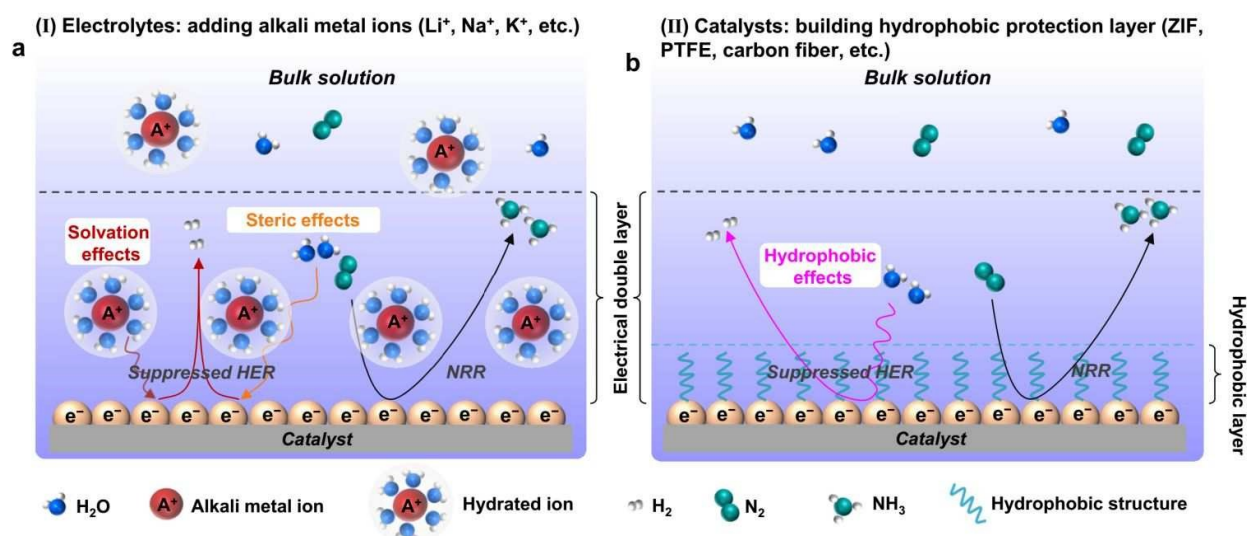 (I) Electrolytes: adding alkali metal ions (Li⁺, Na⁺, K⁺, etc.)
a
Bulk solution
A⁺
A⁺
Solvation
effects
Steric effects
A⁺
A⁺
A⁺
A⁺
Suppressed HER
NRR
e⁻ e⁻ e⁻ e⁻ e⁻ e⁻ e⁻ e⁻ e⁻ e⁻ e⁻ e⁻ e⁻
Catalyst
Electrical double layer
(II) Catalysts: building hydrophobic protection layer (ZIF,
PTFE, carbon fiber, etc.)
b
Bulk solution
Hydrophobic
effects
Suppressed HER
NRR
e⁻ e⁻ e⁻ e⁻ e⁻ e⁻ e⁻ e⁻ e⁻ e⁻ e⁻ e⁻ e⁻
Catalyst
Hydrophobic layer
H₂O
A⁺
Alkali metal ion
A⁺
Hydrated ion
H₂
N₂
NH₃
Hydrophobic structure